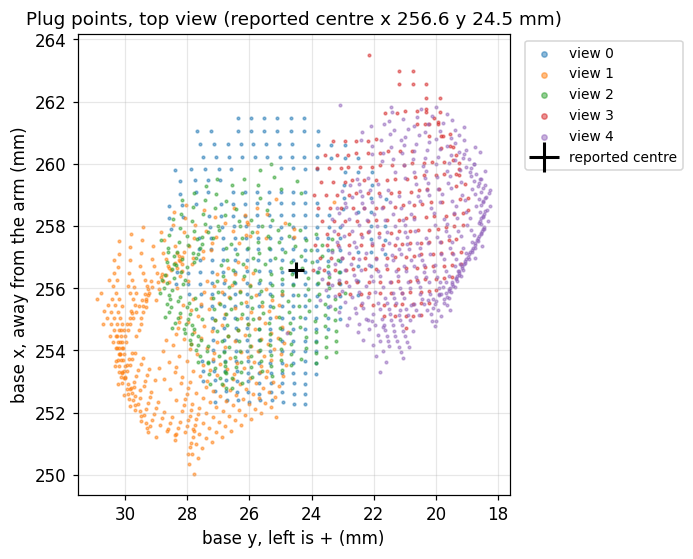 Plug points, top view (reported centre x 256.6 y 24.5 mm)
264
262
260
258
256
254
252
250
base x, away from the arm (mm)
30
28
26
24
22
20
18
base y, left is + (mm)
view 0
view 1
view 2
view 3
view 4
reported centre